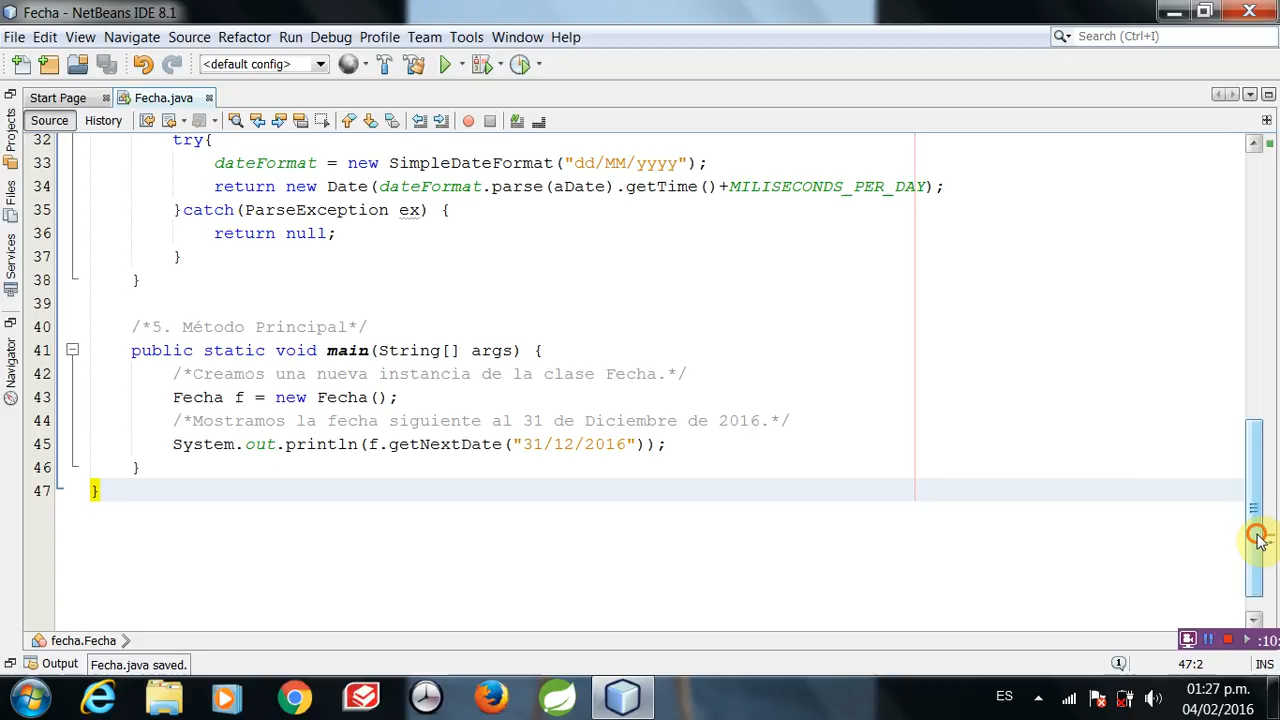 Fecha - NetBeans IDE 8.1
File Edit View Navigate Source Refactor Run Debug Profile Team Tools Window Help
Search (Ctrl+I)
<default config>
Start Page
Fecha.java
Source
History
Projects
Files
Services
Navigator
32 try{
33 dateFormat = new SimpleDateFormat("dd/MM/yyyy");
34 return new Date(dateFormat.parse(aDate).getTime()+MILISECONDS_PER_DAY);
35 }catch(ParseException ex) {
36 return null;
37 }
38 }
39
40 /*5. Método Principal*/
41 public static void main(String[] args) {
42 /*Creamos una nueva instancia de la clase Fecha.*/
43 Fecha f = new Fecha();
44 /*Mostramos la fecha siguiente al 31 de Diciembre de 2016.*/
45 System.out.println(f.getNextDate("31/12/2016"));
46 }
47 }
fecha.Fecha
:10
Output
Fecha.java saved.
1
47:2
INS
ES
01:27 p.m.
04/02/2016